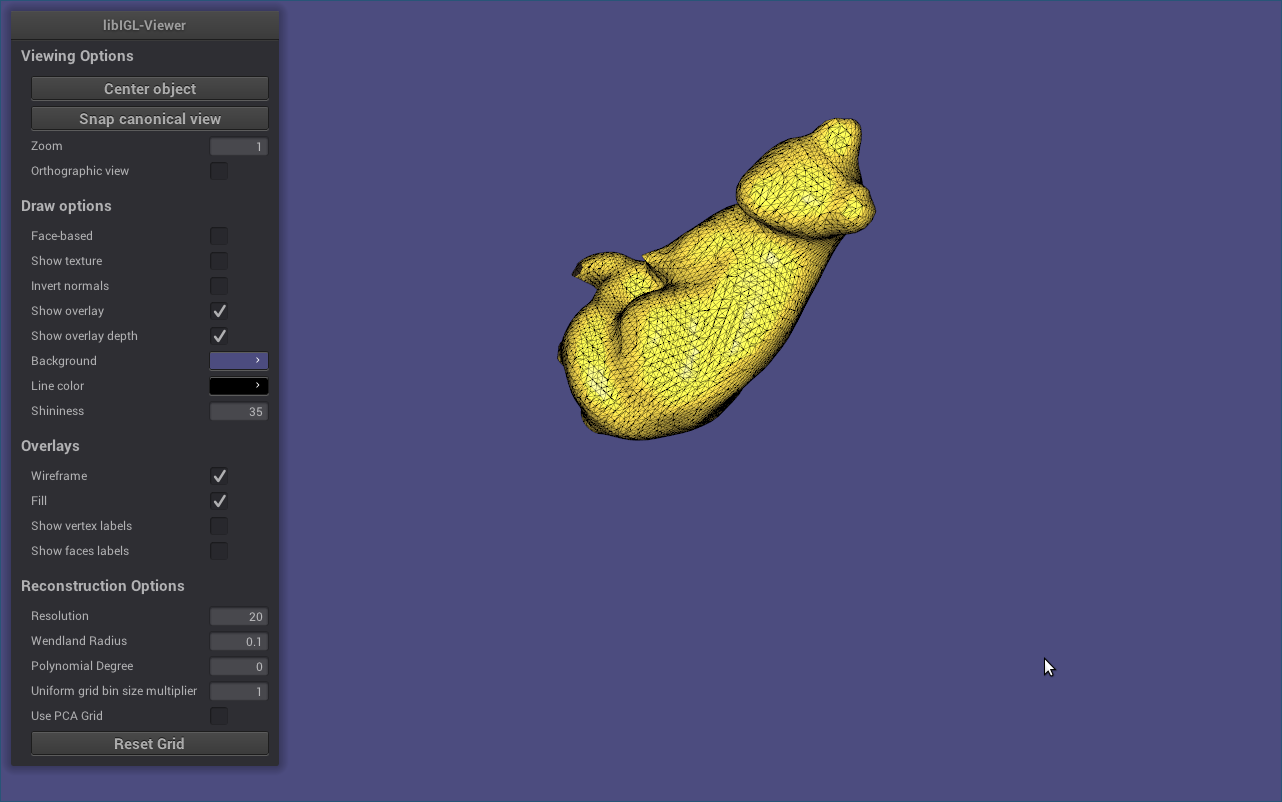 libIGL-Viewer
Viewing Options
Center object
Snap canonical view
Zoom 1
Orthographic view
Draw options
Face-based
Show texture
Invert normals
Show overlay
Show overlay depth
Background
Line color
Shininess 35
Overlays
Wireframe
Fill
Show vertex labels
Show faces labels
Reconstruction Options
Resolution 20
Wendland Radius 0.1
Polynomial Degree 0
Uniform grid bin size multiplier 1
Use PCA Grid
Reset Grid